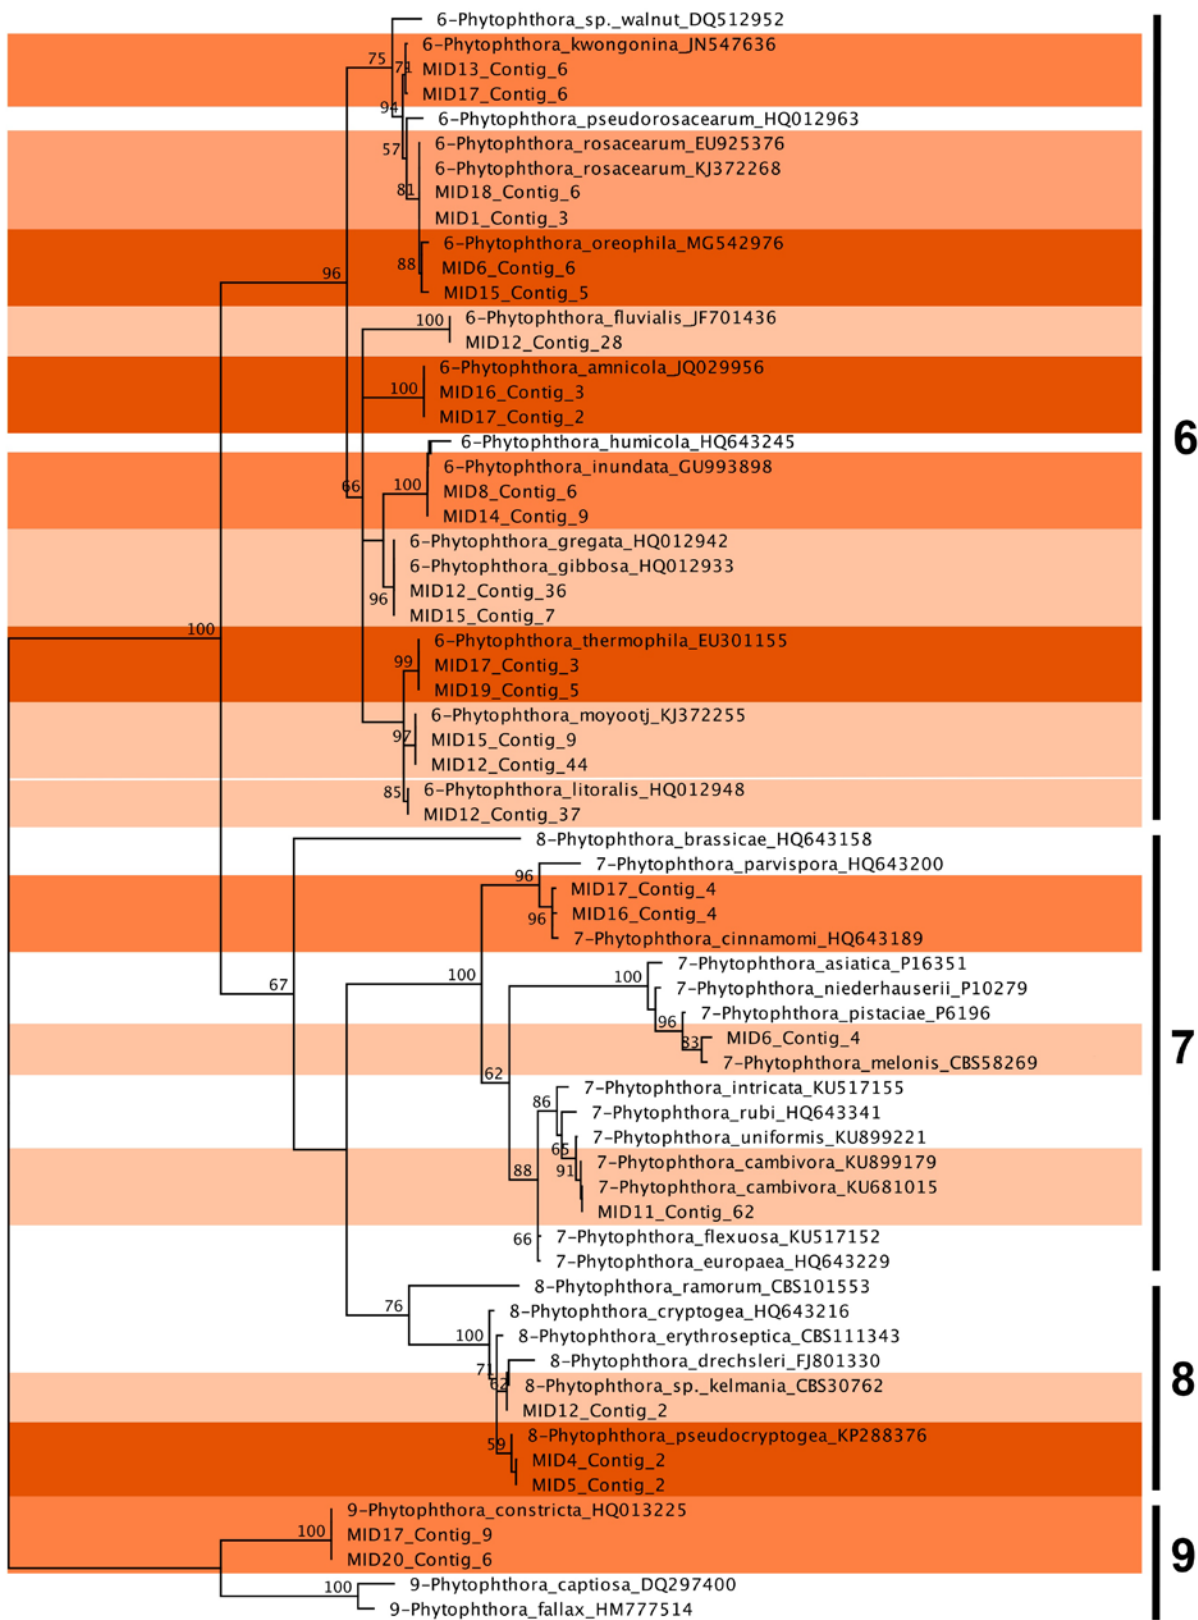 6-Phytophthora_sp._walnut_DQ512952
6-Phytophthora_kwongonina_JN547636
75
71
MID13_Contig_6
MID17_Contig_6
94
6-Phytophthora_pseudorosacearum_HQ012963
6-Phytophthora_rosacearum_EU925376
57
6-Phytophthora_rosacearum_KJ372268
81
MID18_Contig_6
MID1_Contig_3
6-Phytophthora_oreophila_MG542976
88
MID6_Contig_6
96
MID15_Contig_5
6-Phytophthora_fluvialis_JF701436
100
MID12_Contig_28
6-Phytophthora_amnicola_JQ029956
100
MID16_Contig_3
MID17_Contig_2
6-Phytophthora_humicola_HQ643245
6
6-Phytophthora_inundata_GU993898
66
100
MID8_Contig_6
MID14_Contig_9
6-Phytophthora_gregata_HQ012942
6-Phytophthora_gibbosa_HQ012933
MID12_Contig_36
96
MID15_Contig_7
100
6-Phytophthora_thermophila_EU301155
99
MID17_Contig_3
MID19_Contig_5
6-Phytophthora_moyootj_KJ372255
97
MID15_Contig_9
MID12_Contig_44
85
6-Phytophthora_litoralis_HQ012948
MID12_Contig_37
8-Phytophthora_brassicae_HQ643158
7-Phytophthora_parvispora_HQ643200
96
MID17_Contig_4
96
MID16_Contig_4
7-Phytophthora_cinnamomi_HQ643189
7-Phytophthora_asiatica_P16351
67
100
100
7-Phytophthora_niederhauserii_P10279
7-Phytophthora_pistaciae_P6196
96
83
MID6_Contig_4
7
7-Phytophthora_melonis_CBS58269
62
7-Phytophthora_intricata_KU517155
86
7-Phytophthora_rubi_HQ643341
7-Phytophthora_uniformis_KU899221
65
7-Phytophthora_cambivora_KU899179
88
91
7-Phytophthora_cambivora_KU681015
MID11_Contig_62
66
7-Phytophthora_flexuosa_KU517152
7-Phytophthora_europaea_HQ643229
8-Phytophthora_ramorum_CBS101553
76
8-Phytophthora_cryptogea_HQ643216
100
8-Phytophthora_erythroseptica_CBS111343
8-Phytophthora_drechsleri_FJ801330
71
62
8-Phytophthora_sp._kelmania_CBS30762
8
MID12_Contig_2
8-Phytophthora_pseudocryptogea_KP288376
59
MID4_Contig_2
MID5_Contig_2
9-Phytophthora_constricta_HQ013225
100
MID17_Contig_9
MID20_Contig_6
9
100
9-Phytophthora_captiosa_DQ297400
9-Phytophthora_fallax_HM777514